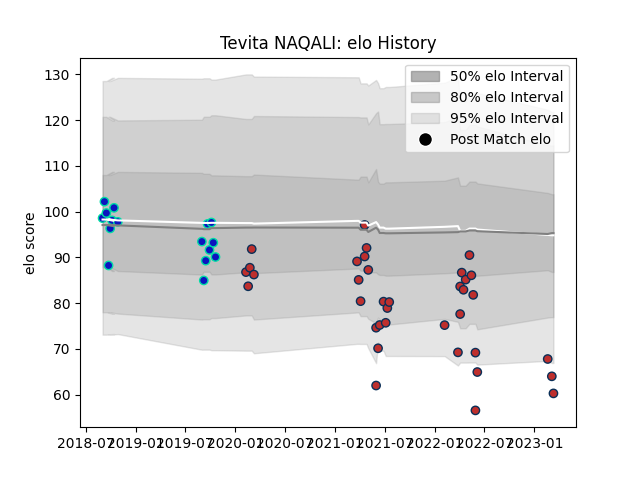 Tevita NAQALI: elo History
130
120
110
100
90
80
70
60
elo score
50% elo Interval
80% elo Interval
95% elo Interval
Post Match elo
2018-07 2019-01 2019-07 2020-01 2020-07 2021-01 2021-07 2022-01 2022-07 2023-01